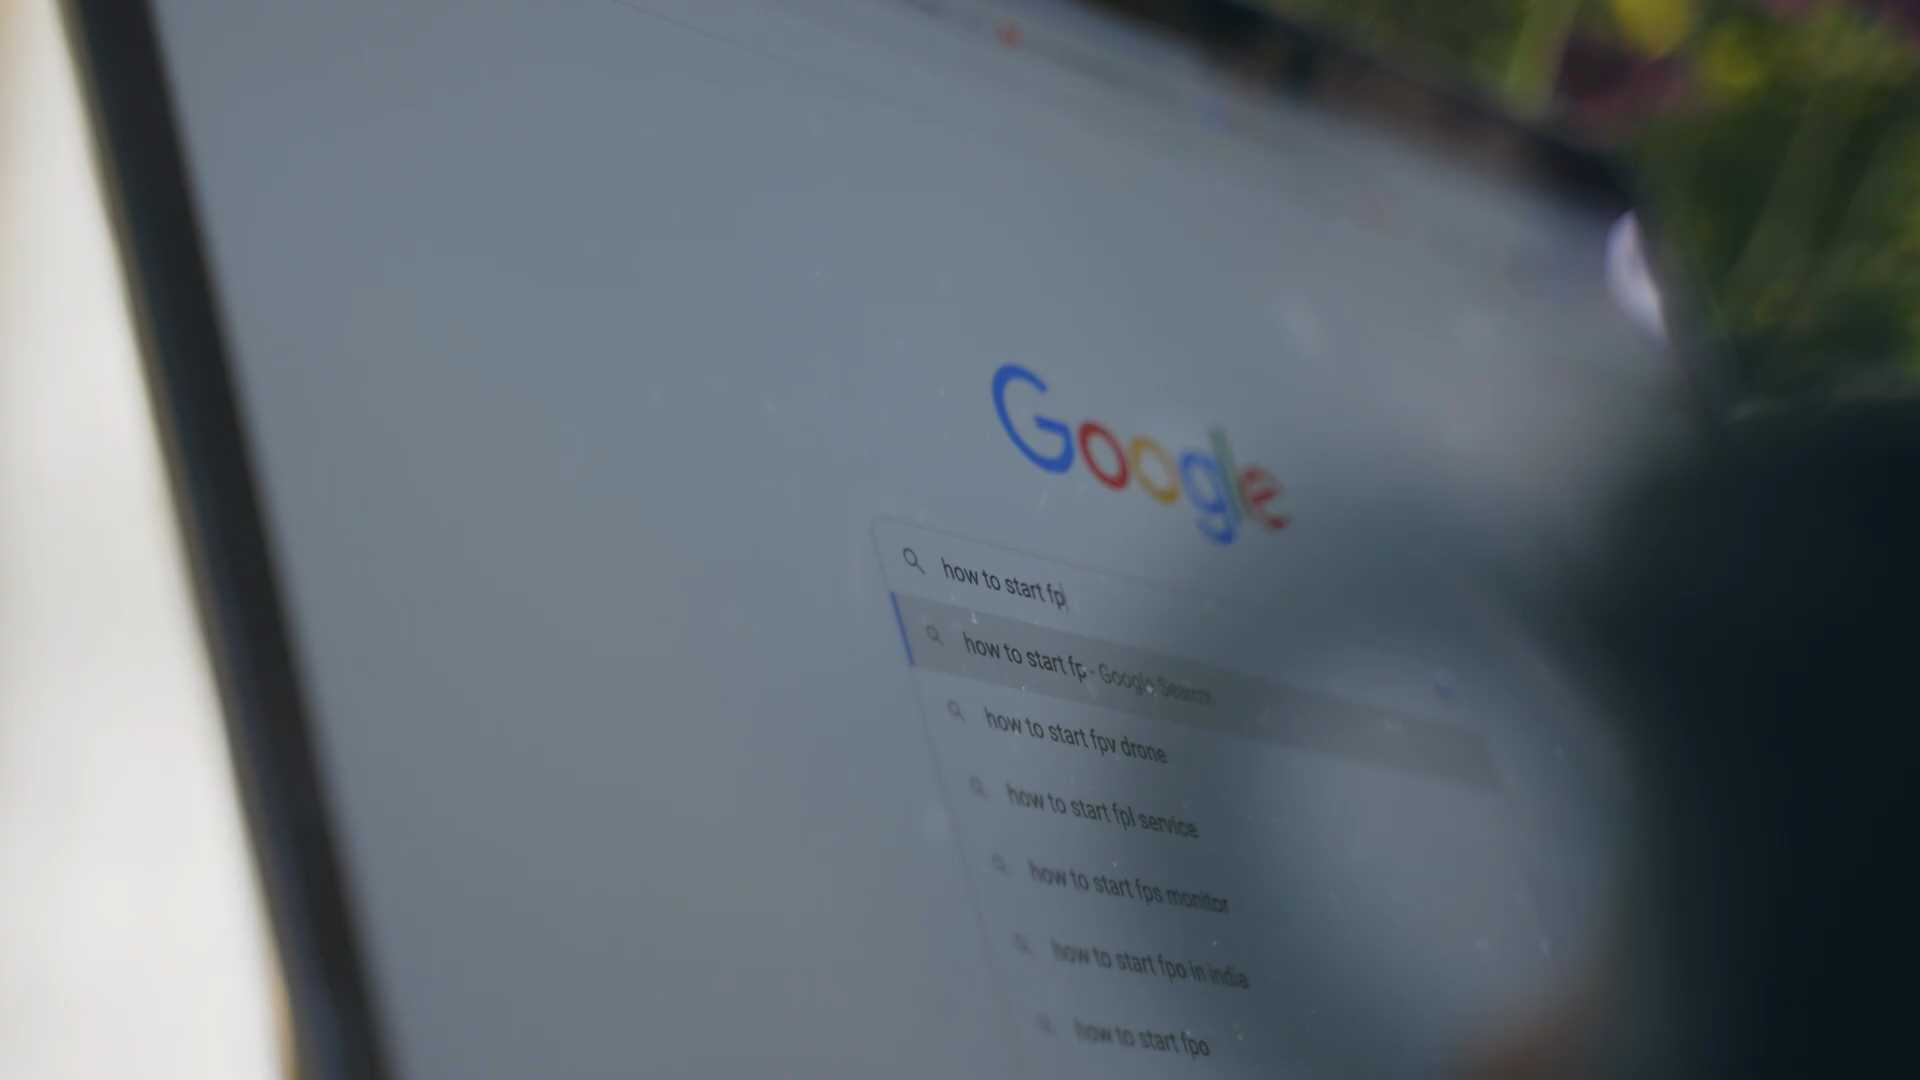 Google
how to start fp
how to start fp - Google Search
how to start fpv drone
how to start fpl service
how to start fps monitor
how to start fpo in india
how to start fpo